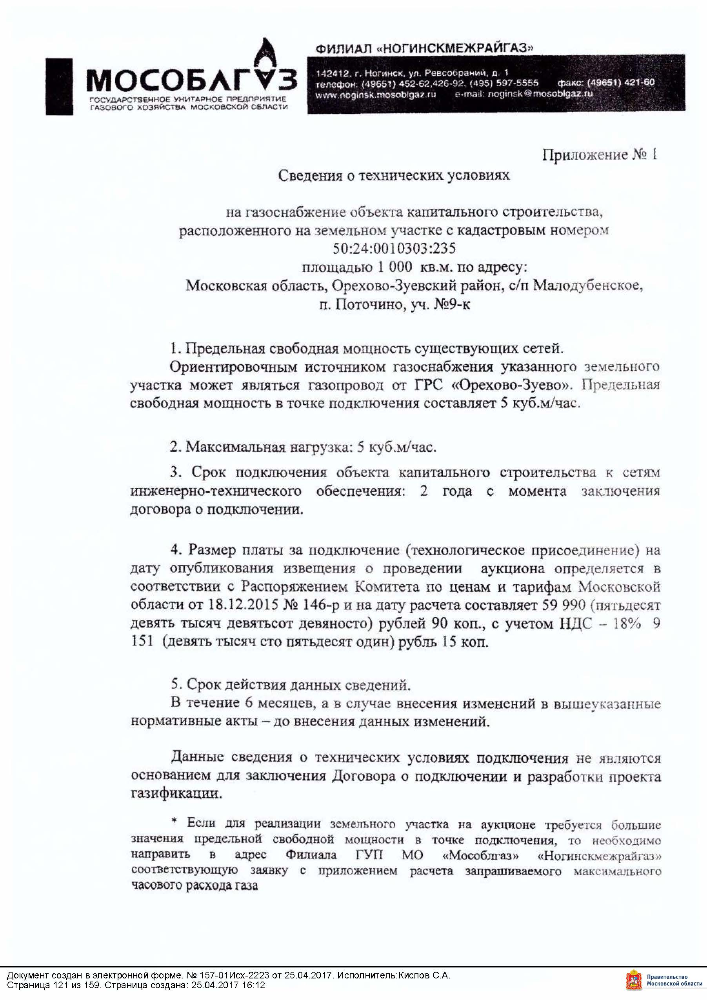 МОСОБЛГАЗ
ГОСУДАРСТВЕННОЕ УНИТАРНОЕ ПРЕДПРИЯТИЕ
ГАЗОВОГО ХОЗЯЙСТВА МОСКОВСКОЙ ОБЛАСТИ
ФИЛИАЛ «НОГИНСКМЕЖРАЙГАЗ»
142412, г. Ногинск, ул. Ревсобраний, д. 1
телефон: (49651) 452-62,426-92, (495) 597-5555 факс: (49651) 421-60
www.noginsk.mosoblgaz.ru e-mail: noginsk@mosoblgaz.ru
Приложение № 1
Сведения о технических условиях
на газоснабжение объекта капитального строительства,
расположенного на земельном участке с кадастровым номером
50:24:0010303:235
площадью 1 000 кв.м. по адресу:
Московская область, Орехово-Зуевский район, с/п Малодубенское,
п. Поточино, уч. №9-к
1. Предельная свободная мощность существующих сетей.
Ориентировочным источником газоснабжения указанного земельного
участка может являться газопровод от ГРС «Орехово-Зуево». Предельная
свободная мощность в точке подключения составляет 5 куб.м/час.
2. Максимальная нагрузка: 5 куб.м/час.
3. Срок подключения объекта капитального строительства к сетям
инженерно-технического обеспечения: 2 года с момента заключения
договора о подключении.
4. Размер платы за подключение (технологическое присоединение) на
дату опубликования извещения о проведении аукциона определяется в
соответствии с Распоряжением Комитета по ценам и тарифам Московской
области от 18.12.2015 № 146-р и на дату расчета составляет 59 990 (пятьдесят
девять тысяч девятьсот девяносто) рублей 90 коп., с учетом НДС – 18% 9
151 (девять тысяч сто пятьдесят один) рубль 15 коп.
5. Срок действия данных сведений.
В течение 6 месяцев, а в случае внесения изменений в вышеуказанные
нормативные акты – до внесения данных изменений.
Данные сведения о технических условиях подключения не являются
основанием для заключения Договора о подключении и разработки проекта
газификации.
* Если для реализации земельного участка на аукционе требуется большие
значения предельной свободной мощности в точке подключения, то необходимо
направить в адрес Филиала ГУП МО «Мособлгаз» «Ногинскмежрайгаз»
соответствующую заявку с приложением расчета запрашиваемого максимального
часового расхода газа
Документ создан в электронной форме. № 157-01Исх-2223 от 25.04.2017. Исполнитель:Кислов С.А.
Страница 121 из 159. Страница создана: 25.04.2017 16:12
Правительство
Московской области